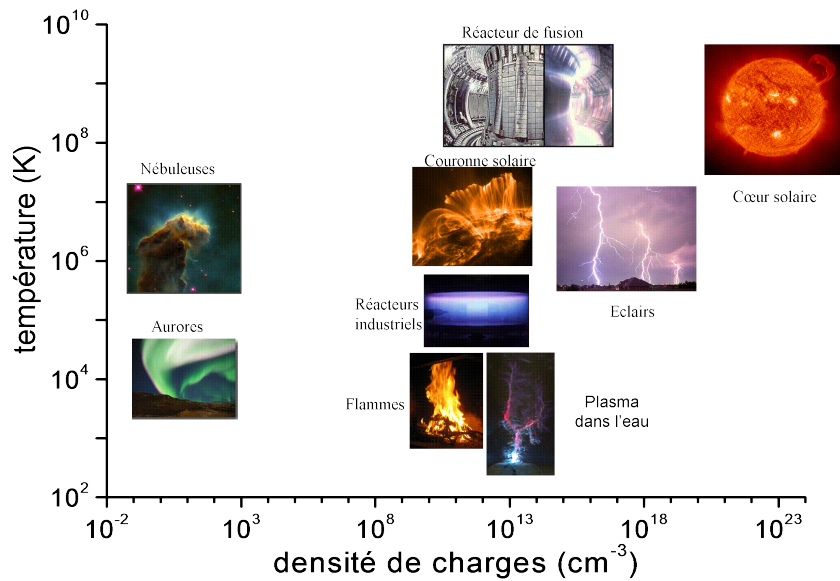 Réacteur de fusion
Couronne solaire
Nébuleuses
Cœur solaire
Aurores
Réacteurs
industriels
Eclairs
Flammes
Plasma
dans l'eau
température (K)
10^10
10^8
10^6
10^4
10^2
10^-2
10^3
10^8
10^13
10^18
10^23
densité de charges (cm^-3)